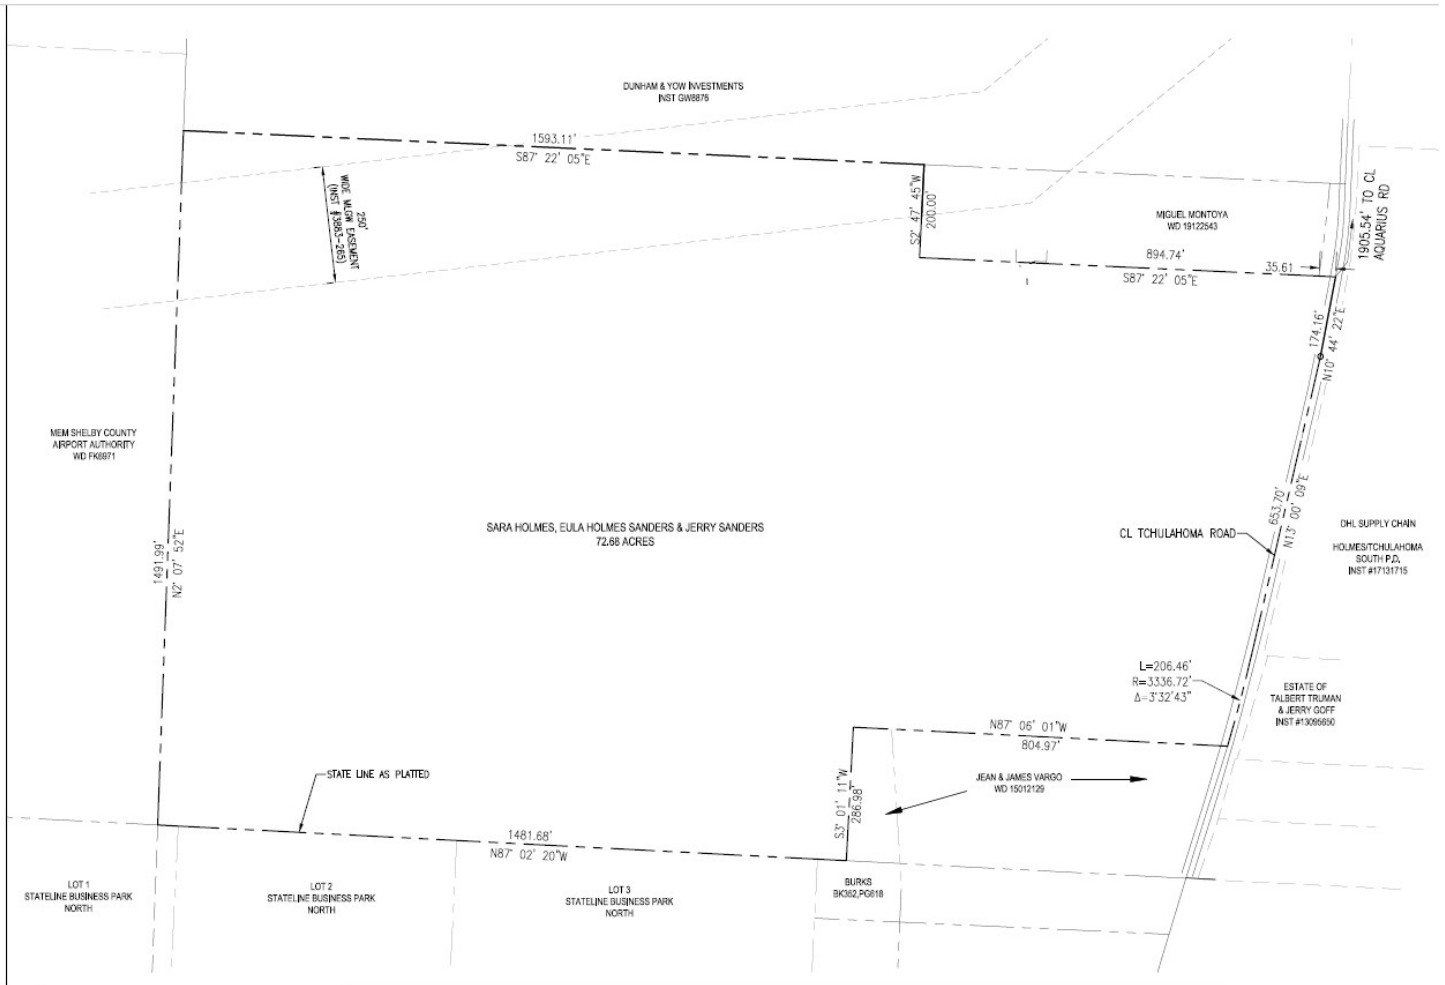 DUNHAM & YOW INVESTMENTS
INST GW8876
1593.11'
S87° 22' 05"E
250'
WIDE MLGW EASEMENT
(INST #3883-265)
S2° 47' 45"W
200.00'
MIGUEL MONTOYA
WD 19122543
894.74'
S87° 22' 05"E
35.61
1905.54' TO CL
AQUARIUS RD
174.16'
N10° 44' 22"E
MEM SHELBY COUNTY
AIRPORT AUTHORITY
WD FK6971
1491.99'
N2° 07' 52"E
SARA HOLMES, EULA HOLMES SANDERS & JERRY SANDERS
72.68 ACRES
CL TCHULAHOMA ROAD
653.70'
N13° 00' 09"E
DHL SUPPLY CHAIN
HOLMES/TCHULAHOMA
SOUTH P.D.
INST #17131715
L=206.46'
R=3336.72'
Δ=3°32'43"
ESTATE OF
TALBERT TRUMAN
& JERRY GOFF
INST #13095650
N87° 06' 01"W
804.97'
JEAN & JAMES VARGO
WD 15012129
S3° 01' 11"W
286.98'
STATE LINE AS PLATTED
1481.68'
N87° 02' 20"W
LOT 1
STATELINE BUSINESS PARK
NORTH
LOT 2
STATELINE BUSINESS PARK
NORTH
LOT 3
STATELINE BUSINESS PARK
NORTH
BURKS
BK362,PG618